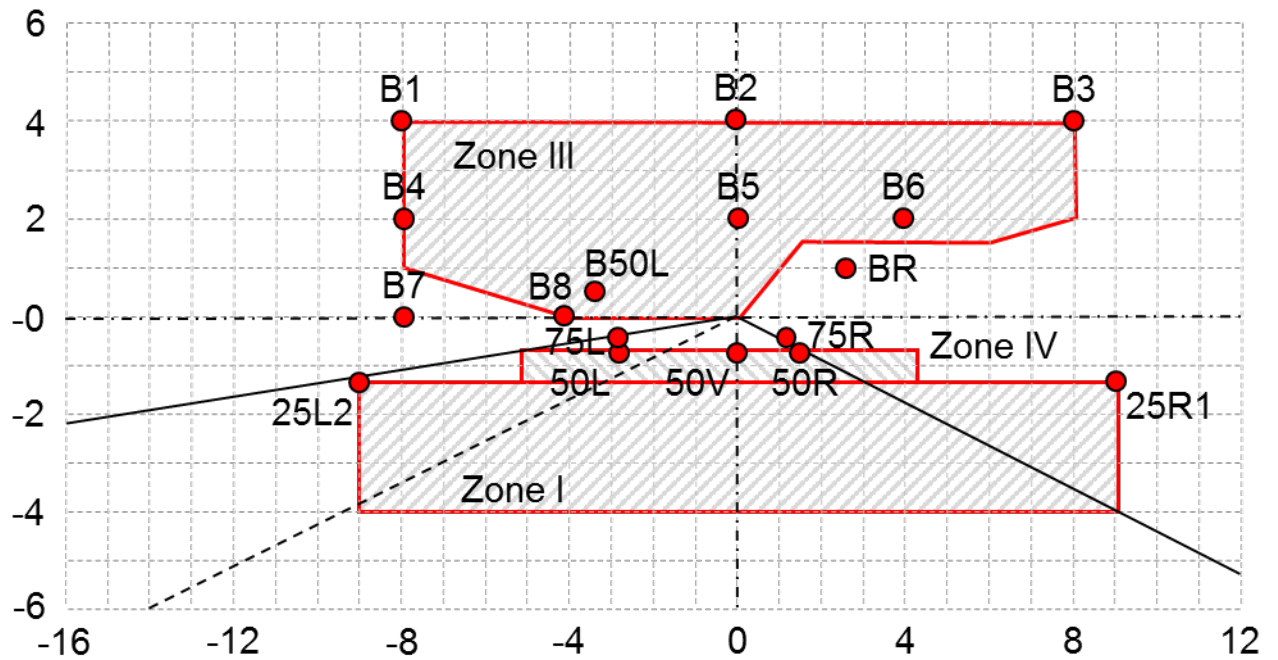 6
B1 B2 B3
4
Zone III
B4 B5 B6
2
B50L BR
B7 B8
-0
75L 75R Zone IV
50L 50V 50R
25L2 25R1
-2
Zone I
-4
-6
-16 -12 -8 -4 0 4 8 12